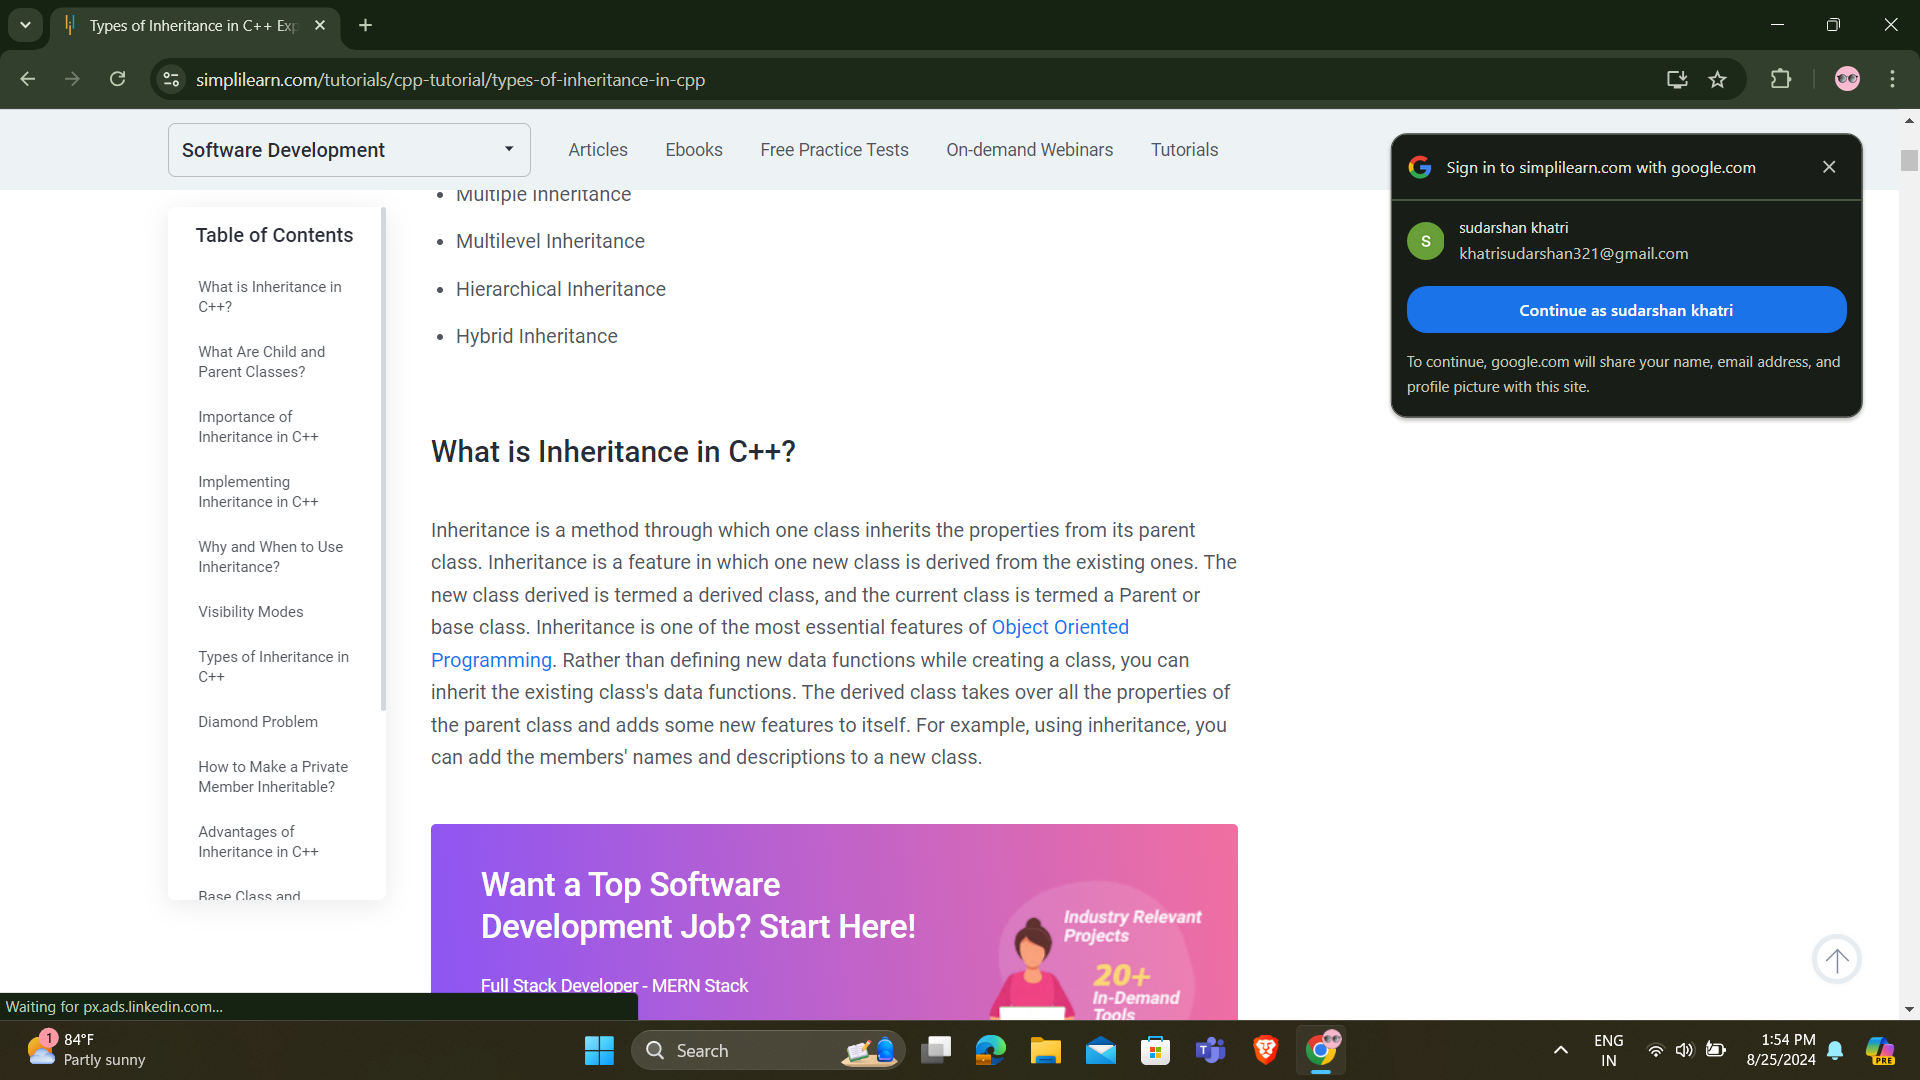 Types of Inheritance in C++ Exp
simplilearn.com/tutorials/cpp-tutorial/types-of-inheritance-in-cpp
Software Development
Articles
Ebooks
Free Practice Tests
On-demand Webinars
Tutorials
Sign in to simplilearn.com with google.com
S
sudarshan khatri
khatrisudarshan321@gmail.com
Continue as sudarshan khatri
To continue, google.com will share your name, email address, and
profile picture with this site.
Table of Contents
What is Inheritance in
C++?
What Are Child and
Parent Classes?
Importance of
Inheritance in C++
Implementing
Inheritance in C++
Why and When to Use
Inheritance?
Visibility Modes
Types of Inheritance in
C++
Diamond Problem
How to Make a Private
Member Inheritable?
Advantages of
Inheritance in C++
Base Class and
• Multiple Inheritance
• Multilevel Inheritance
• Hierarchical Inheritance
• Hybrid Inheritance
What is Inheritance in C++?
Inheritance is a method through which one class inherits the properties from its parent
class. Inheritance is a feature in which one new class is derived from the existing ones. The
new class derived is termed a derived class, and the current class is termed a Parent or
base class. Inheritance is one of the most essential features of Object Oriented
Programming. Rather than defining new data functions while creating a class, you can
inherit the existing class's data functions. The derived class takes over all the properties of
the parent class and adds some new features to itself. For example, using inheritance, you
can add the members' names and descriptions to a new class.
Want a Top Software
Development Job? Start Here!
Full Stack Developer - MERN Stack
Industry Relevant
Projects
20+
In-Demand
Tools
Waiting for px.ads.linkedin.com...
1
84°F
Partly sunny
Search
T
ENG
IN
1:54 PM
8/25/2024
PRE